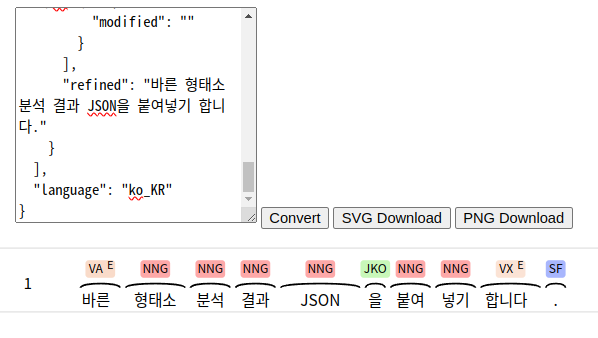 "modified": ""
}
],
"refined": "바른 형태소
분석 결과 JSON을 붙여넣기 합니
다."
}
],
"language": "ko_KR"
}
Convert SVG Download PNG Download
VA E NNG NNG NNG NNG JKO NNG NNG VX E SF
1 바른 형태소 분석 결과 JSON 을 붙여 넣기 합니다 .